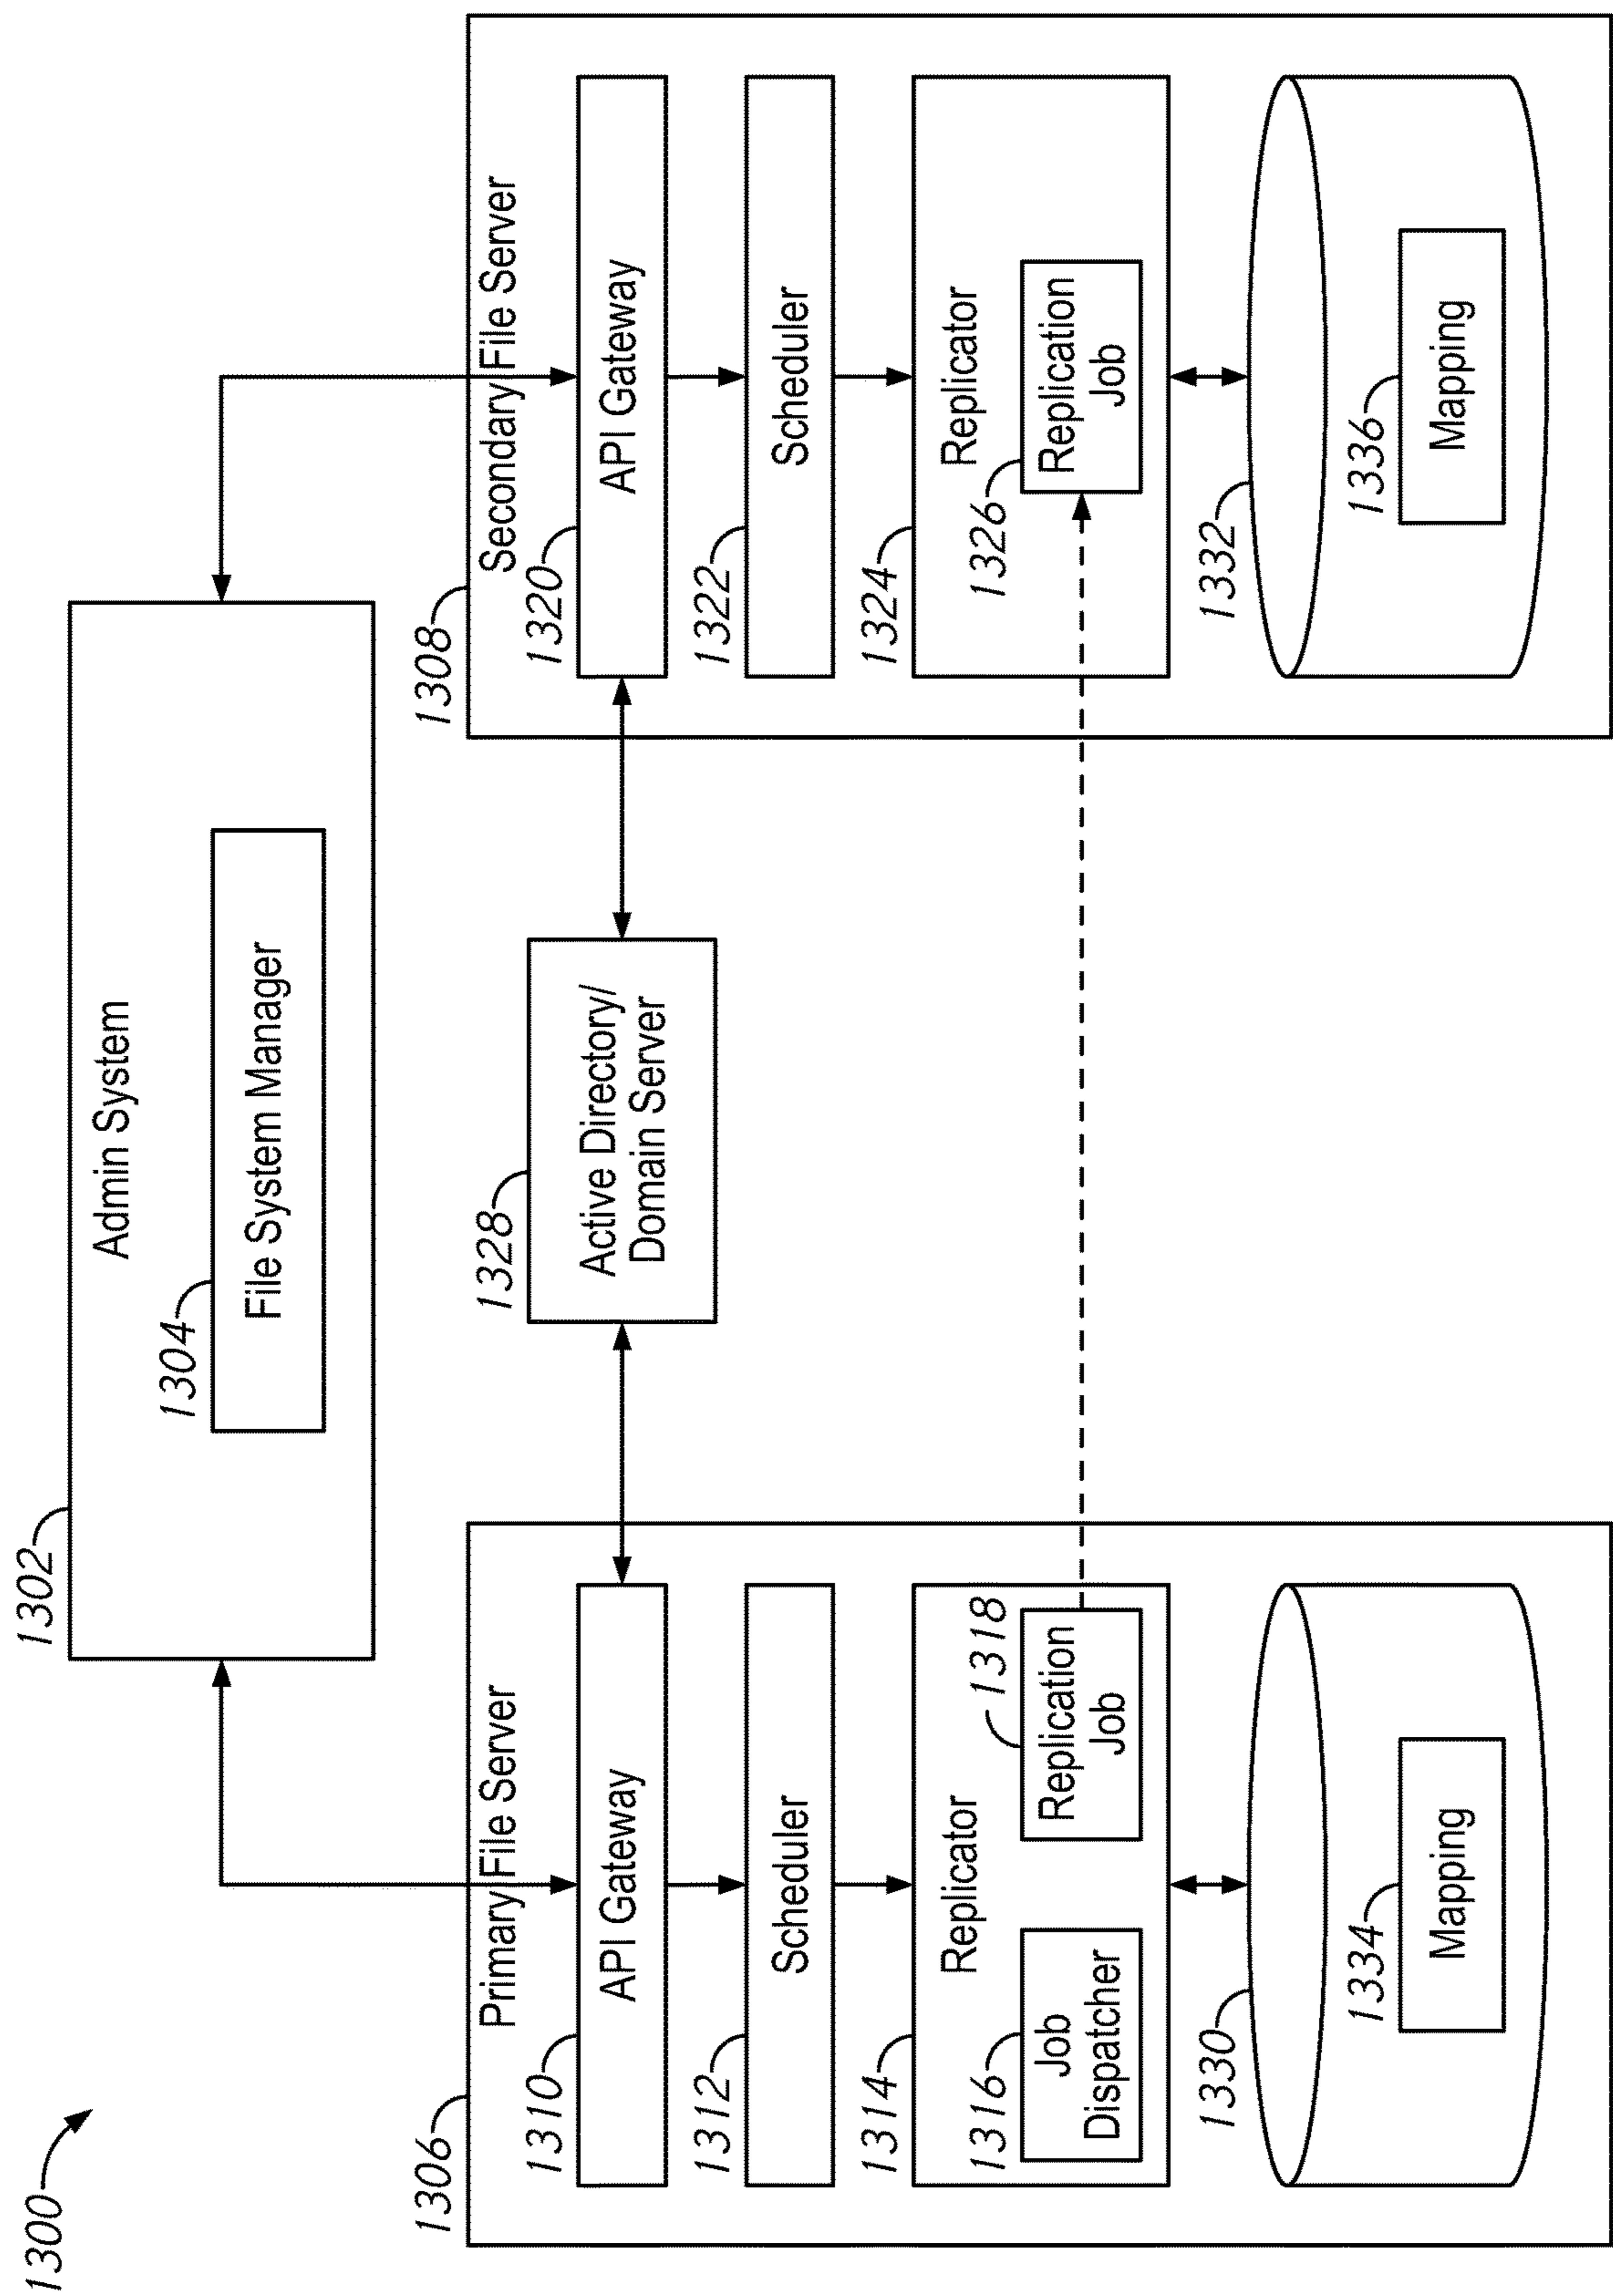 1300
1302
Admin System
1304
File System Manager
1306
Primary File Server
1310
API Gateway
1312
Scheduler
1314
Replicator
1316
Job
Dispatcher
1318
Replication
Job
1330
1334
Mapping
1328
Active Directory/
Domain Server
1308
Secondary File Server
1320
API Gateway
1322
Scheduler
1324
Replicator
1326
Replication
Job
1332
1336
Mapping